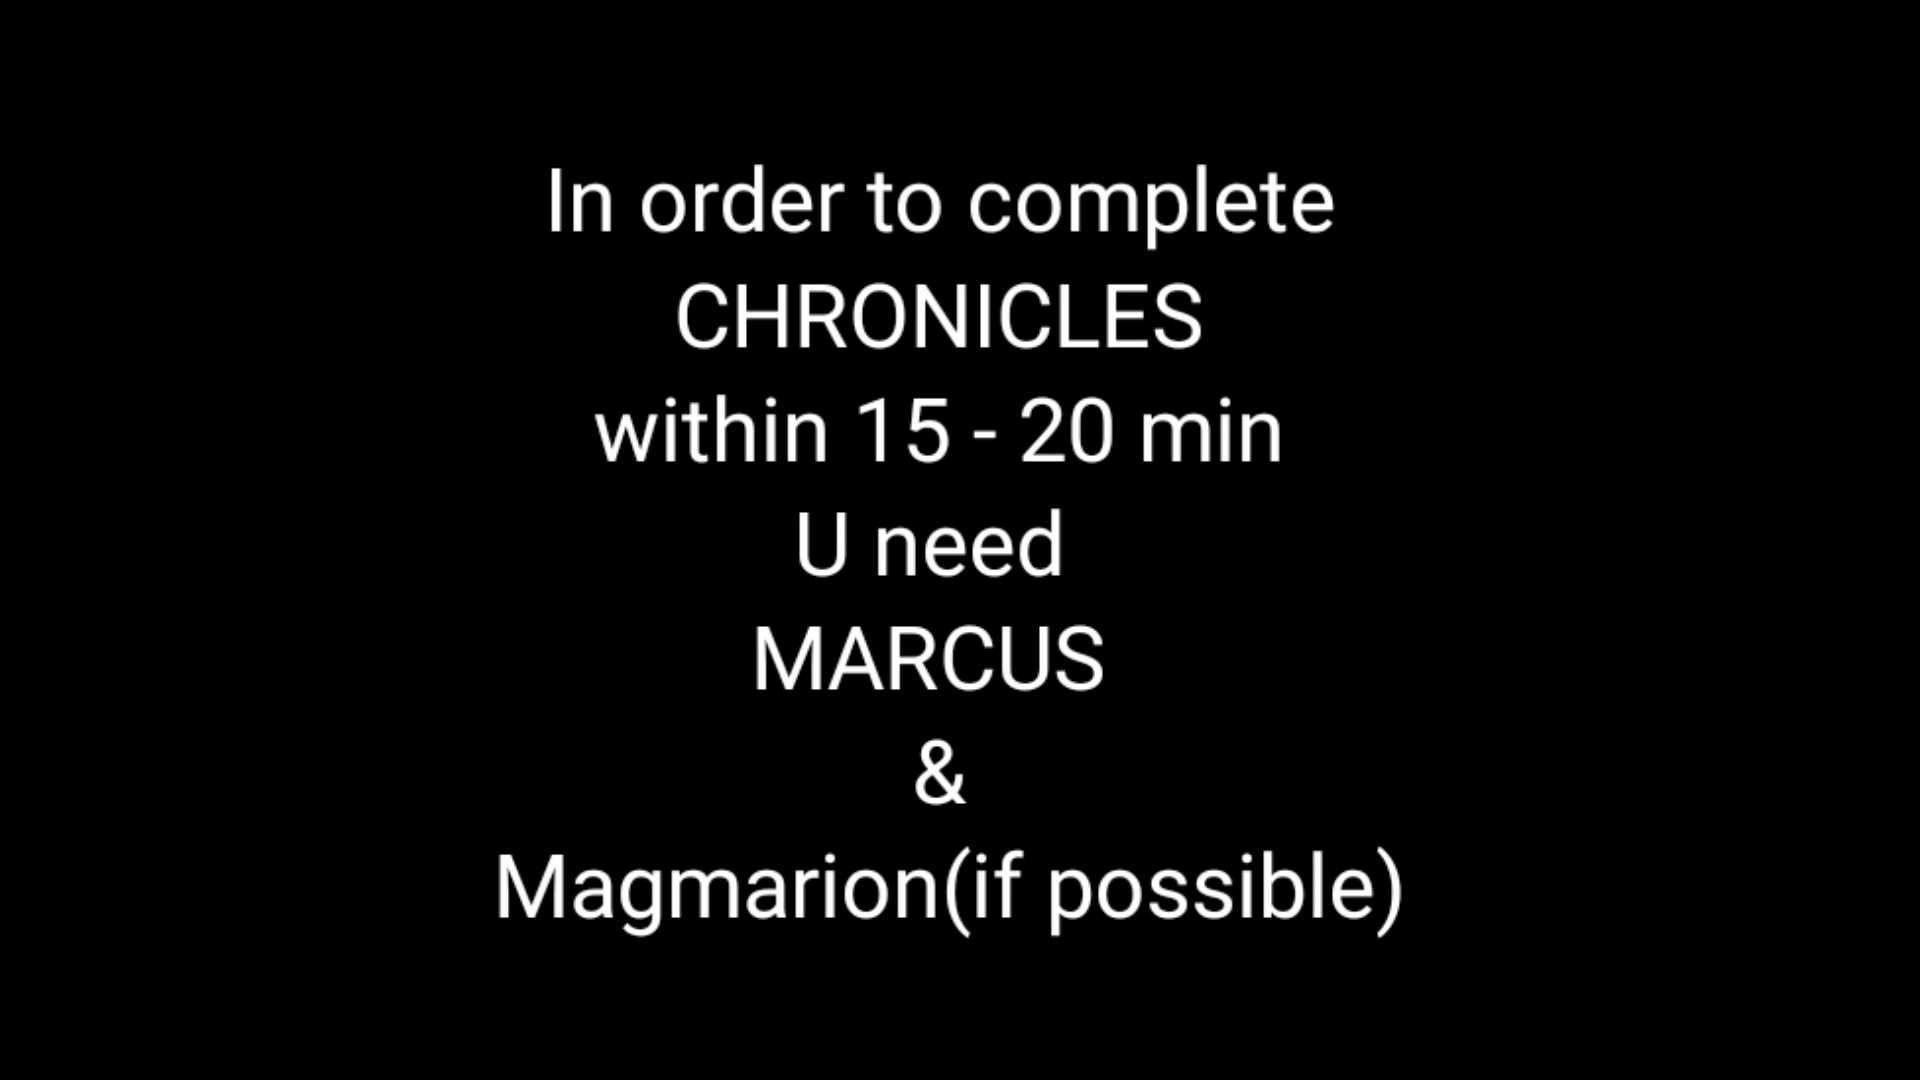 In order to complete
CHRONICLES
within 15 - 20 min
U need
MARCUS
&
Magmarion(if possible)